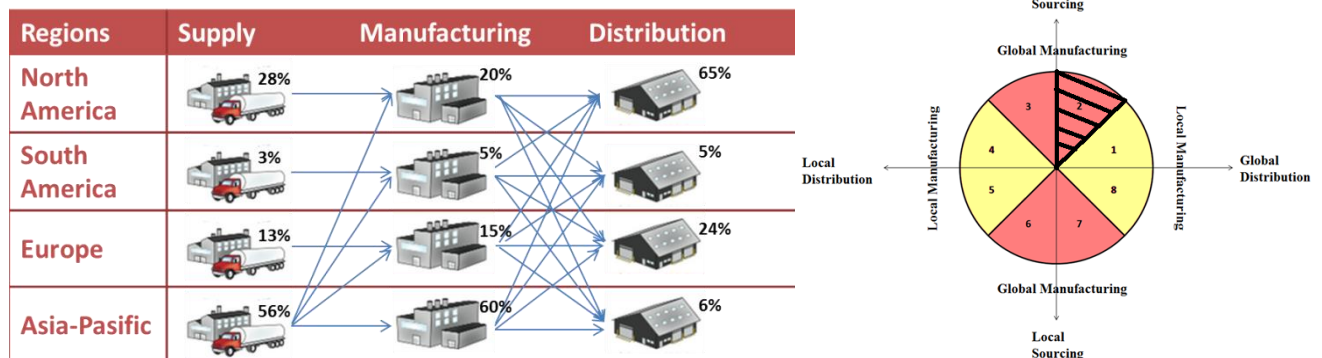 Regions Supply Manufacturing Distribution
North
America
28% 20% 65%
South
America
3% 5% 5%
Europe
13% 15% 24%
Asia-Pasific
56% 60% 6%
Sourcing
Global Manufacturing
3 2
4 1
5 8
6 7
Local Manufacturing
Local Manufacturing
Local
Distribution
Global
Distribution
Global Manufacturing
Local
Sourcing